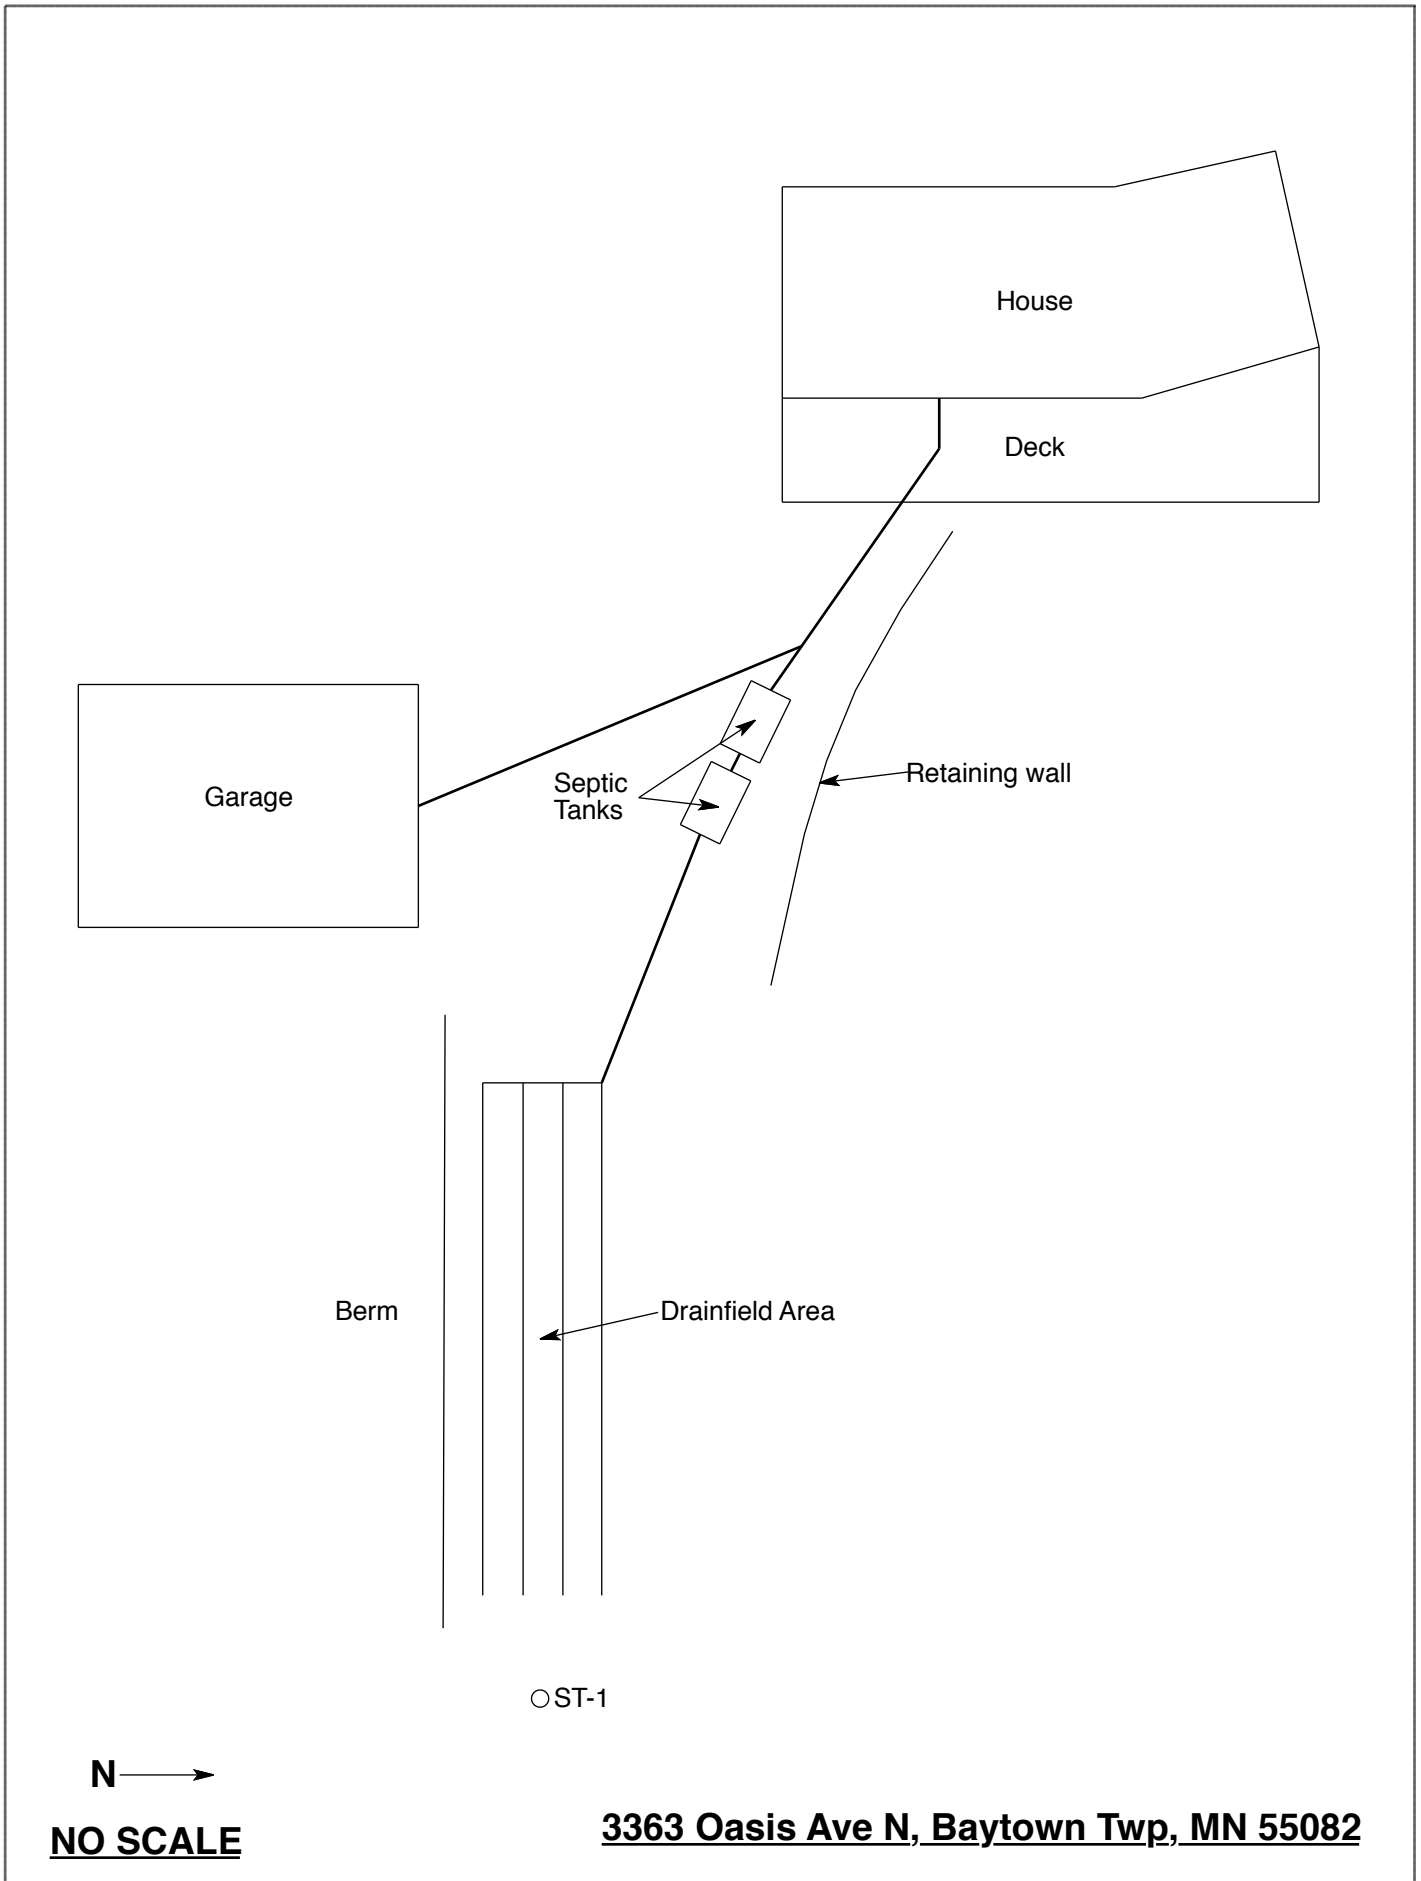 House
Deck
Retaining wall
Septic
Tanks
Garage
Berm
Drainfield Area
ST-1
N
NO SCALE
3363 Oasis Ave N, Baytown Twp, MN 55082